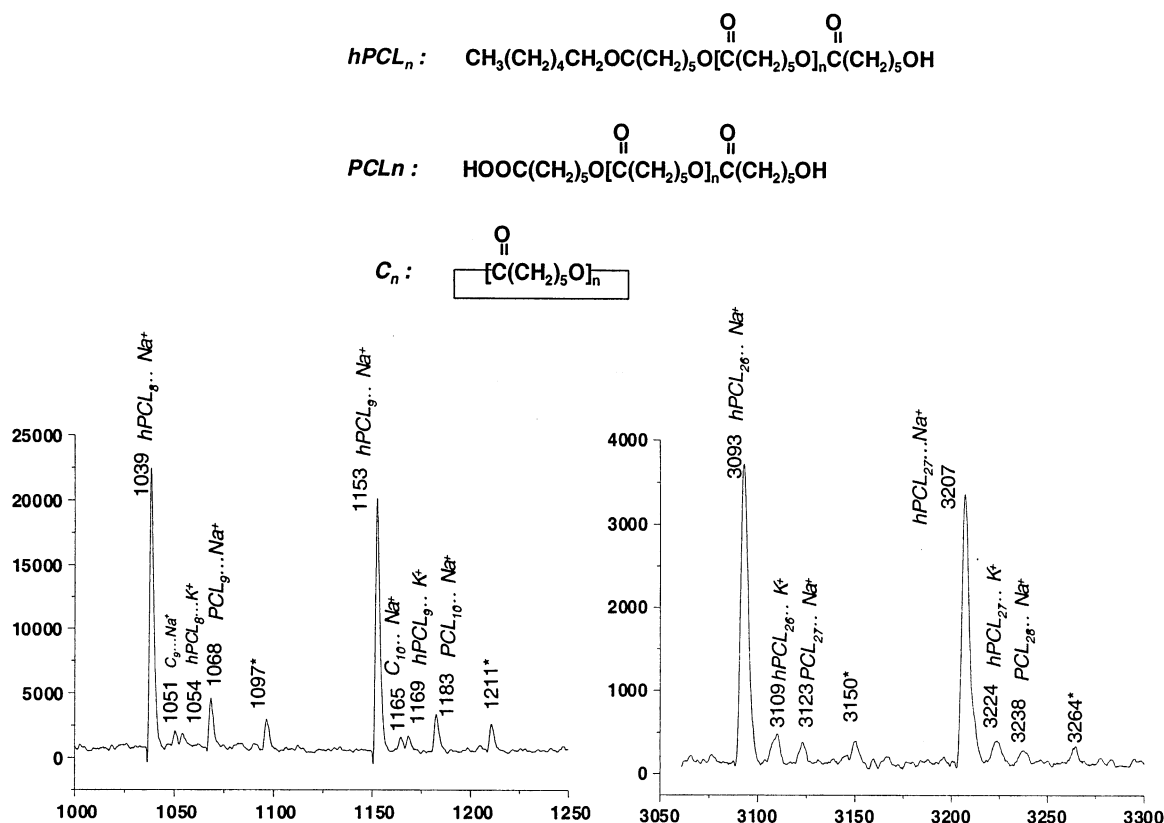 O O
hPCLn : CH3(CH2)4CH2OC(CH2)5O[C(CH2)5O]nC(CH2)5OH
O O
PCLn : HOOC(CH2)5O[C(CH2)5O]nC(CH2)5OH
O
Cn : [C(CH2)5O]n
1039 hPCL8.. Na+
1051 C9...Na+
1054 hPCL8...K+
1068 PCL9...Na+
1097*
1153 hPCL9.. Na+
1165 C10.. Na+
1169 hPCL9.. K+
1183 PCL10.. Na+
1211*
25000
20000
15000
10000
5000
0
1000 1050 1100 1150 1200 1250
3093 hPCL26.. Na+
3109 hPCL26.. K+
3123 PCL27... Na+
3150*
hPCL27...Na+
3207
3224 hPCL27... K+
3238 PCL28.. Na+
3264*
4000
3000
2000
1000
0
3050 3100 3150 3200 3250 3300